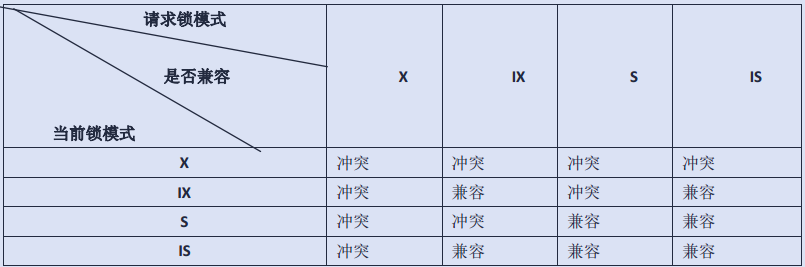 请求锁模式
是否兼容
当前锁模式
X IX S IS
X 冲突 冲突 冲突 冲突
IX 冲突 兼容 冲突 兼容
S 冲突 冲突 兼容 兼容
IS 冲突 兼容 兼容 兼容